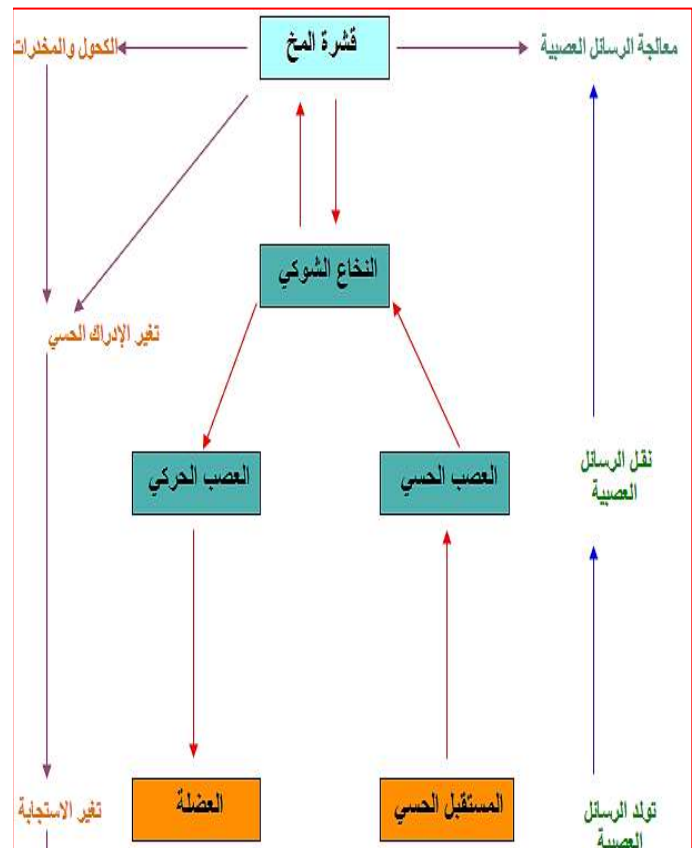 معالجة الرسائل العصبية
قشرة المخ
الكحول والمخدرات
النخاع الشوكي
تغير الإدراك الحسي
نقل الرسائل
العصبية
العصب الحسي
العصب الحركي
تولد الرسائل
العصبية
المستقبل الحسي
العضلة
تغير الاستجابة